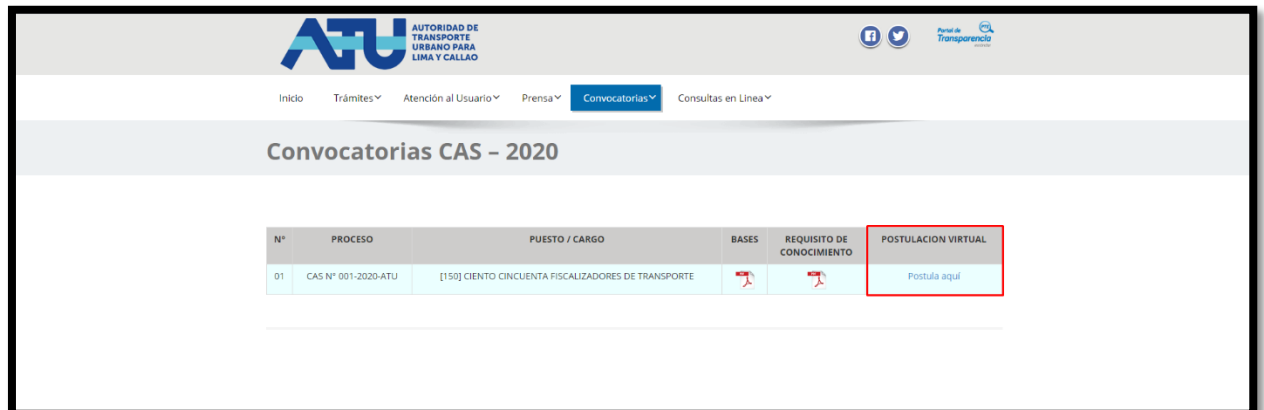 ATU
AUTORIDAD DE
TRANSPORTE
URBANO PARA
LIMA Y CALLAO
Portal de
Transparencia
Inicio Trámites Atención al Usuario Prensa Convocatorias Consultas en Linea
Convocatorias CAS – 2020
N° PROCESO PUESTO / CARGO BASES REQUISITO DE CONOCIMIENTO POSTULACION VIRTUAL
01 CAS N° 001-2020-ATU [150] CIENTO CINCUENTA FISCALIZADORES DE TRANSPORTE Postula aquí